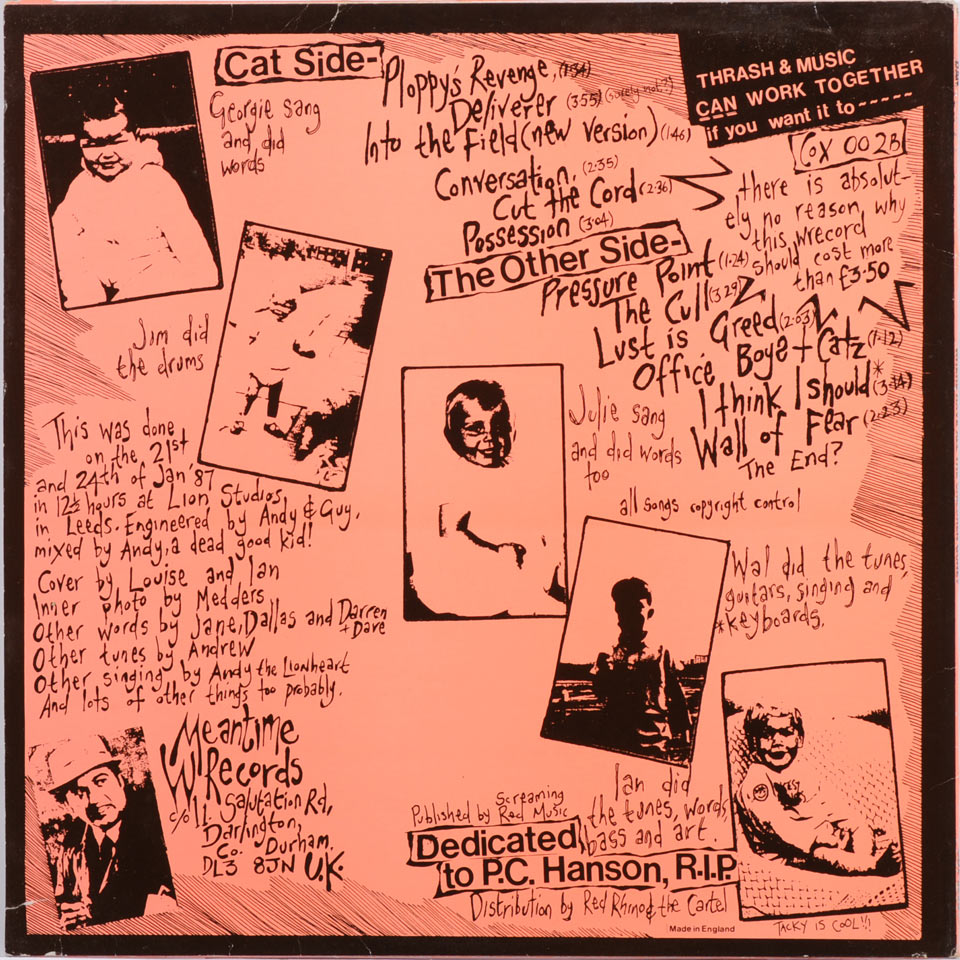 Cat Side-
Georgie sang
and did
words
Ploppy's Revenge, (1·34)
Deliverer (3·55) (surely not?)
Into the Field (new version) (1·46)
Conversation, (2·35)
Cut the Cord (2·36)
Possession (3·04)
THRASH & MUSIC
CAN WORK TOGETHER
if you want it to -----
COX 002B
there is absolut-
ely no reason why
this wrecord
should cost more
than £3·50
The Other Side-
Pressure Point (1·24)
The Cull (3·29)
Lust is Greed (2·03)
Office Boyz + Catz (1·12)
I think I should* (3·14)
Wall of Fear (2·23)
The End?
Jim did
the drums
Julie sang
and did words
too
all songs copyright control
This was done
on the 21st
and 24th of Jan '87
in 12½ hours at Lion Studios
in Leeds. Engineered by Andy & Guy,
mixed by Andy, a dead good kid!
Cover by Louise and Ian
Inner photo by Medders
Other words by Jane, Dallas and Darren
+ Dave
Other tunes by Andrew
Other singing by Andy the Lionheart
And lots of other things too probably.
Wal did the tunes,
guitars, singing and
*keyboards.
Meantime
Records
c/o 11. Salutation Rd,
Darlington,
Co. Durham.
DL3 8JN U.K.
Ian did
the tunes, words,
bass and art.
Published by Screaming
Red Music
Dedicated
to P.C. Hanson, R.I.P.
Distribution by Red Rhino & the Cartel
Made in England
TACKY IS COOL!!!